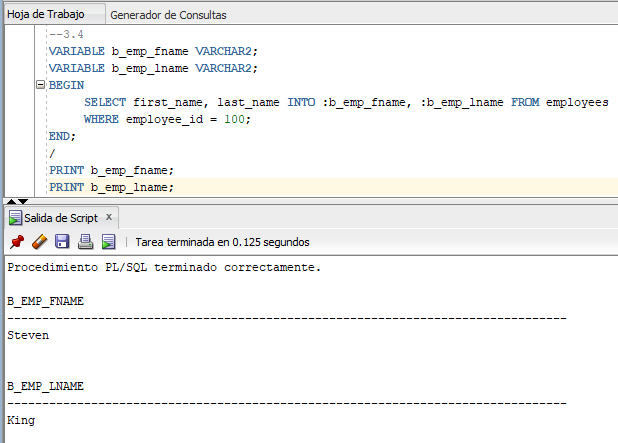 Hoja de Trabajo Generador de Consultas
--3.4
VARIABLE b_emp_fname VARCHAR2;
VARIABLE b_emp_lname VARCHAR2;
BEGIN
SELECT first_name, last_name INTO :b_emp_fname, :b_emp_lname FROM employees
WHERE employee_id = 100;
END;
/
PRINT b_emp_fname;
PRINT b_emp_lname;
Salida de Script x
Tarea terminada en 0.125 segundos
Procedimiento PL/SQL terminado correctamente.
B_EMP_FNAME
--------------------------------------------------------------------------------
Steven
B_EMP_LNAME
--------------------------------------------------------------------------------
King